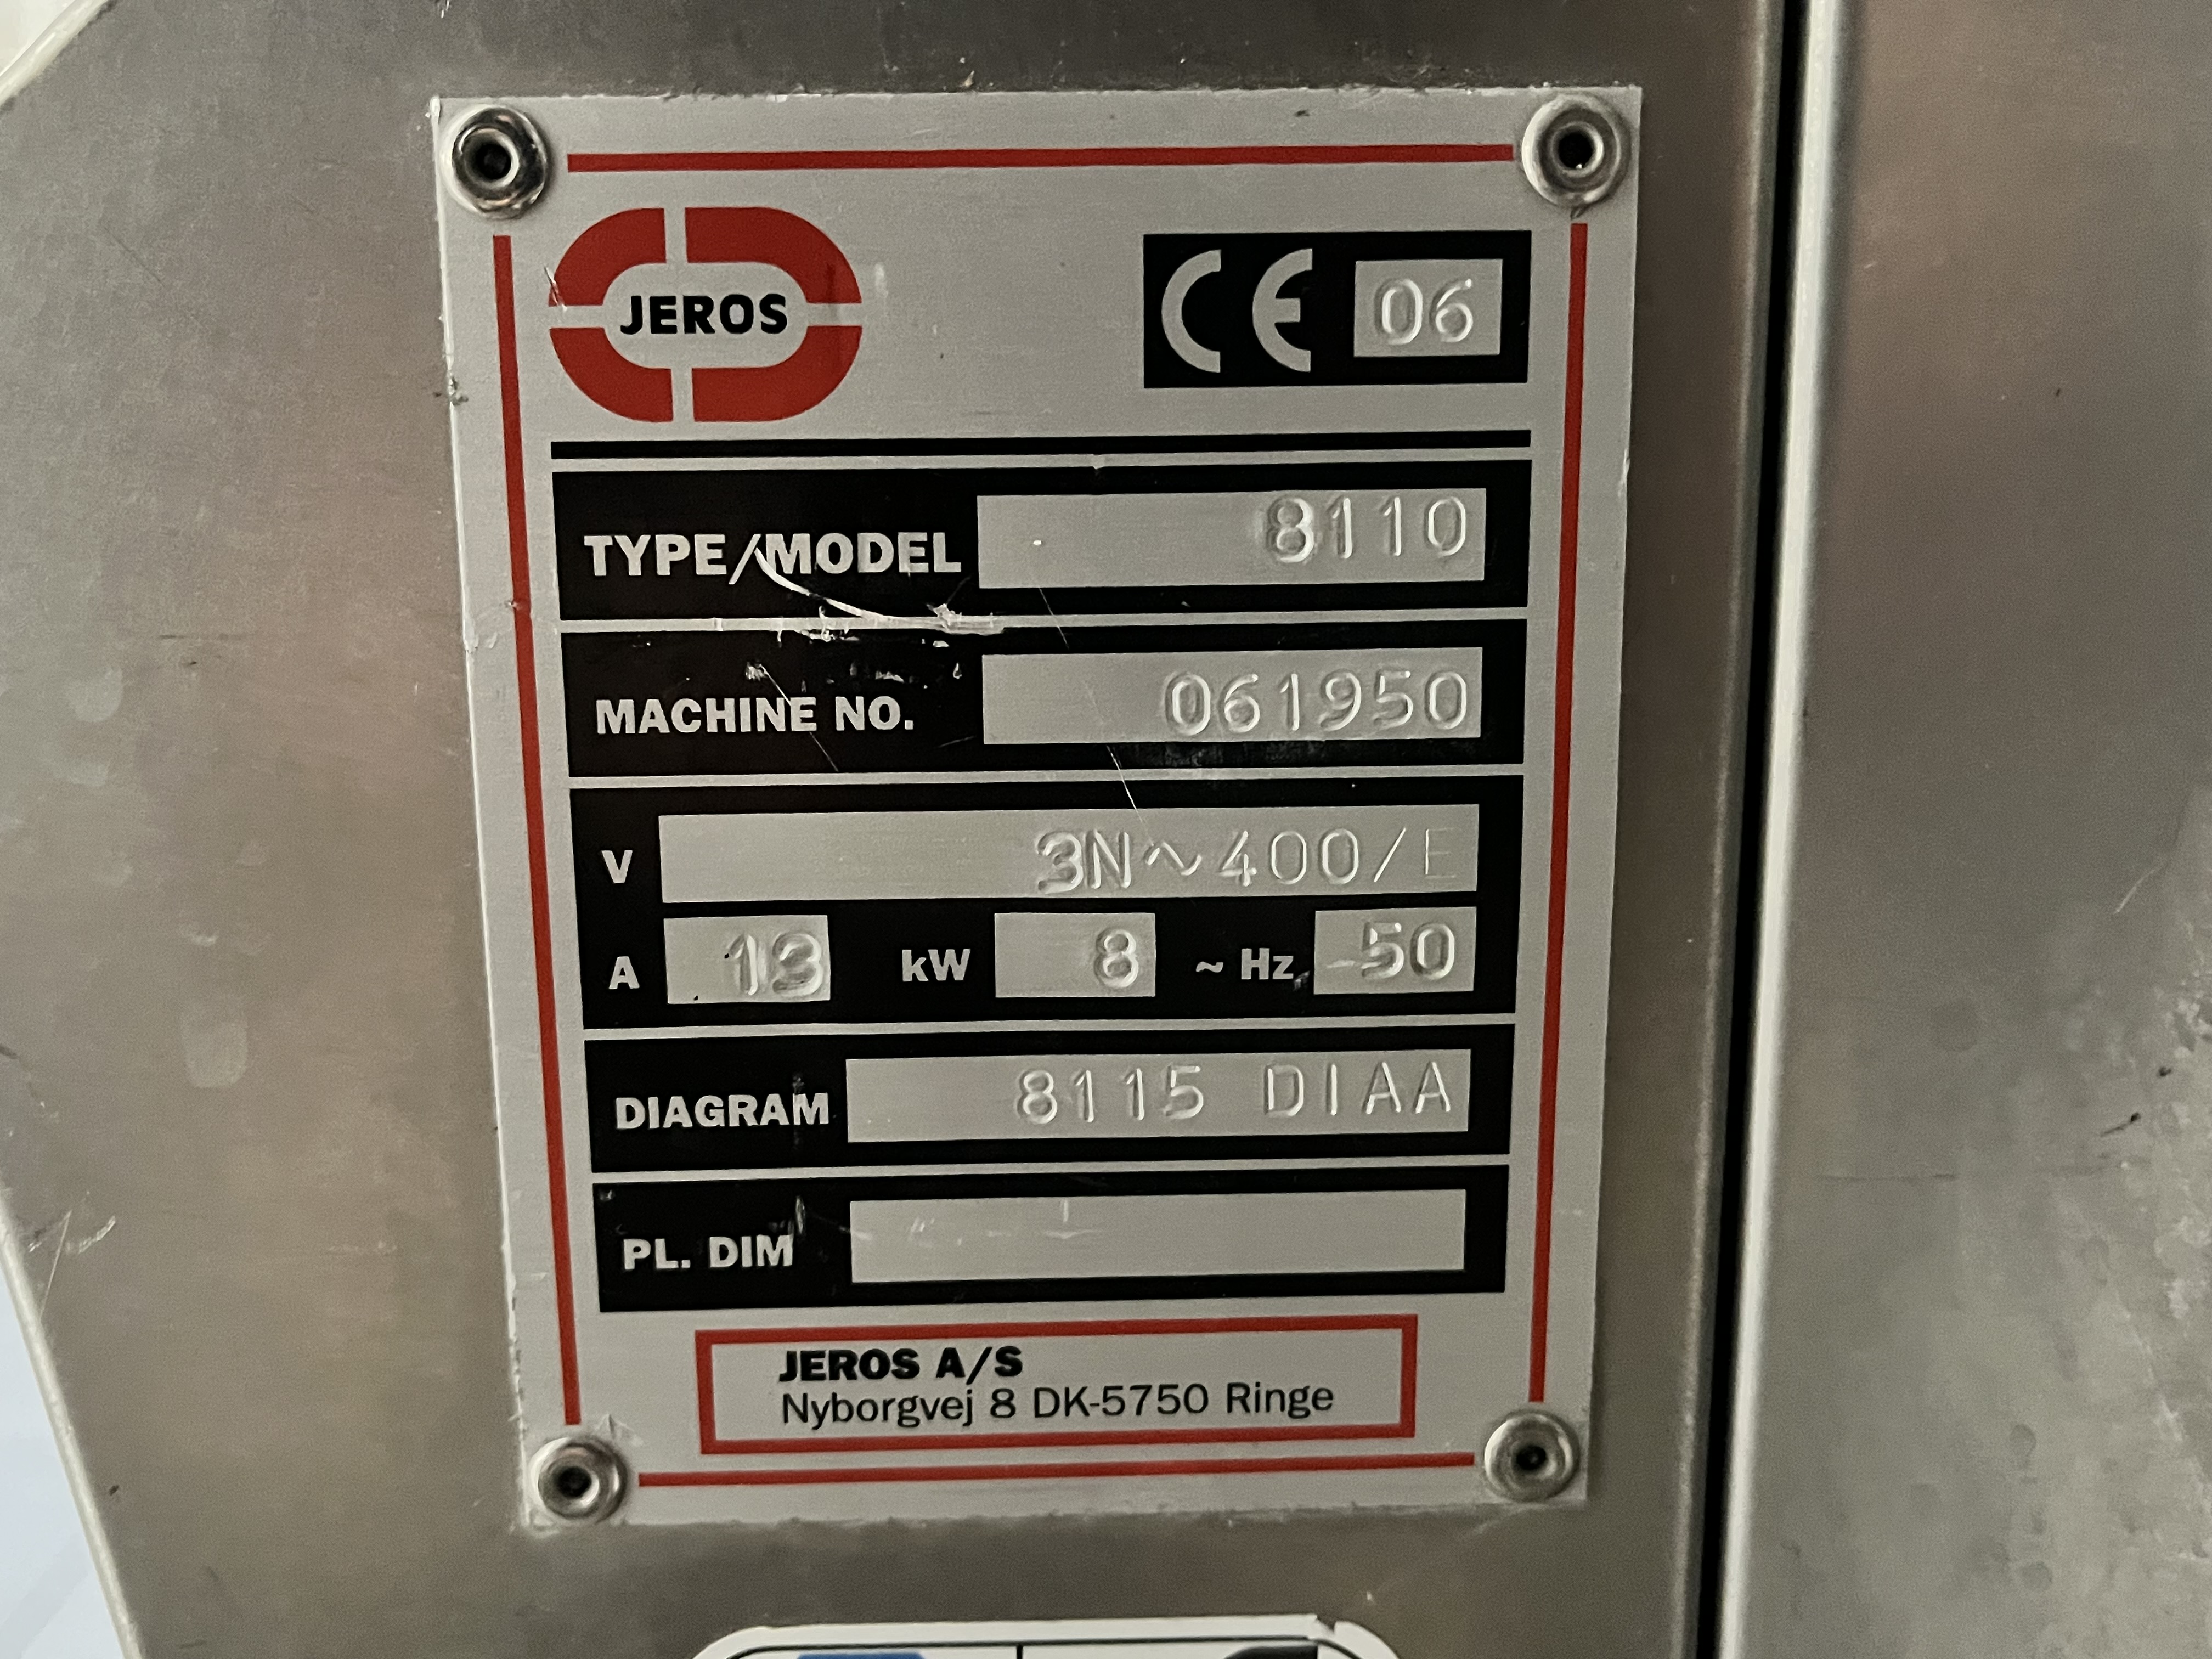 JEROS
CE 06
TYPE/MODEL 8110
MACHINE NO. 061950
V 3N~400/E
A 13 kW 8 ~ Hz 50
DIAGRAM 8115 DIAA
PL. DIM
JEROS A/S
Nyborgvej 8 DK-5750 Ringe